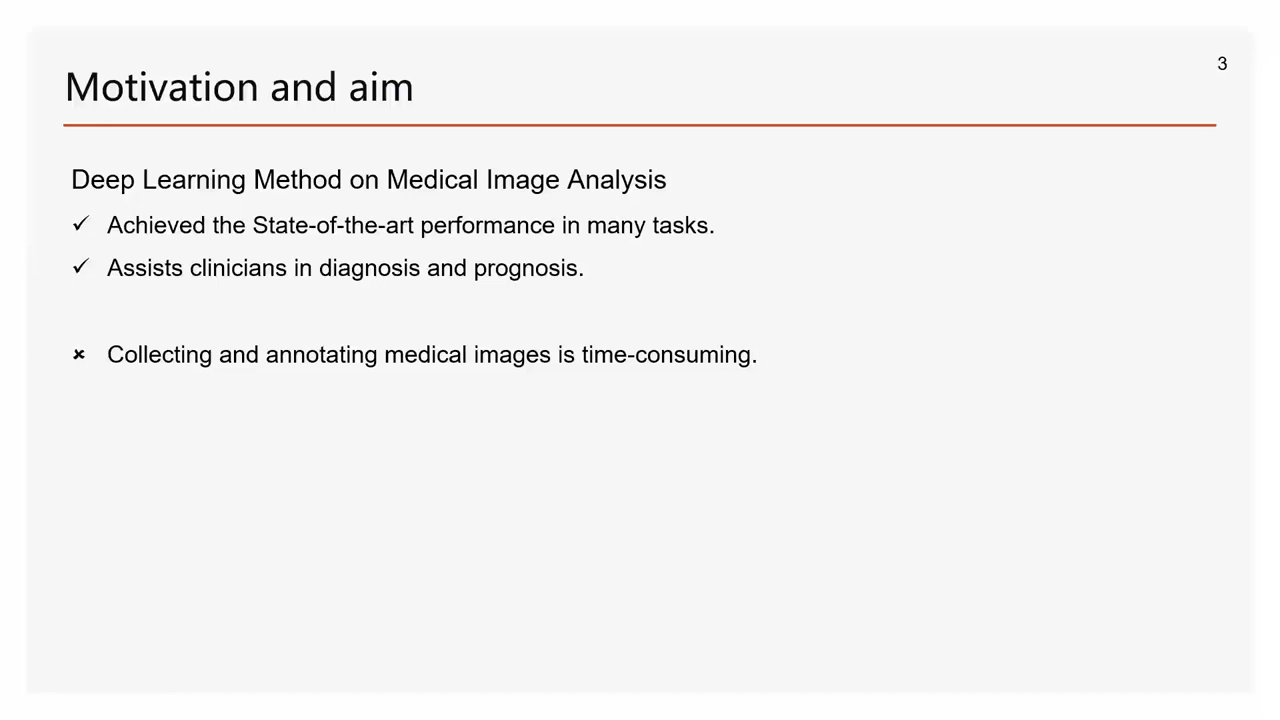 3
Motivation and aim
Deep Learning Method on Medical Image Analysis
✓ Achieved the State-of-the-art performance in many tasks.
✓ Assists clinicians in diagnosis and prognosis.
× Collecting and annotating medical images is time-consuming.